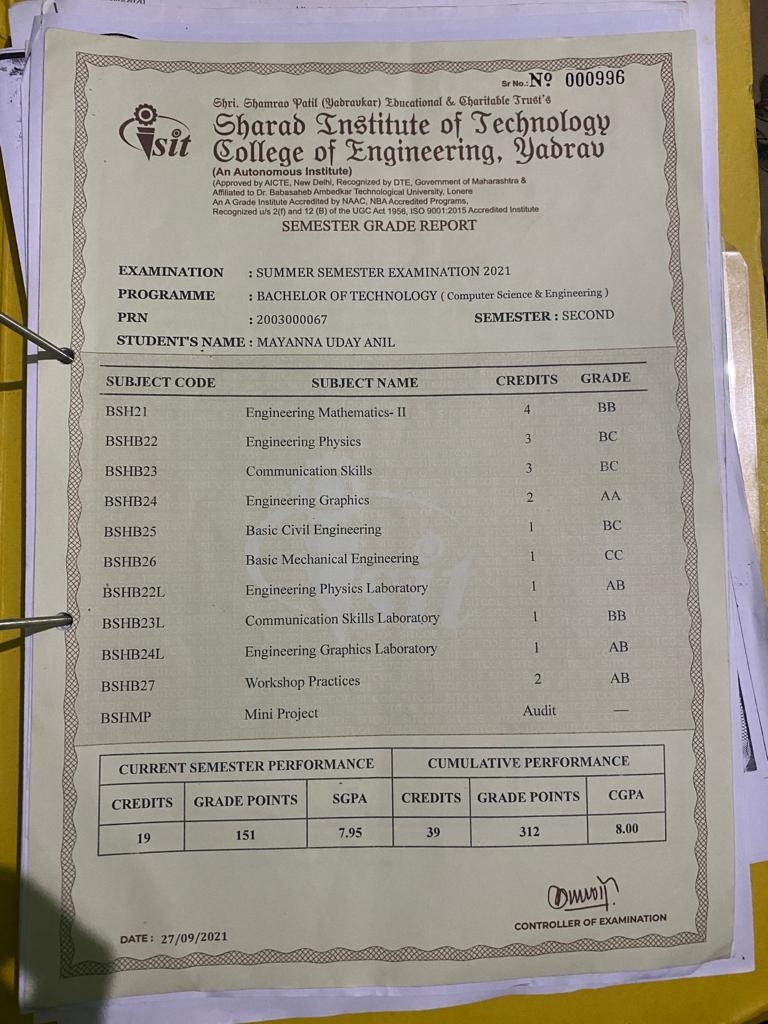 Sr No.: Nº 000996
Shri. Shamrao Patil (Yadravkar) Educational & Charitable Trust's
sit
Sharad Institute of Technology
College of Engineering, Yadrav
(An Autonomous Institute)
(Approved by AICTE, New Delhi, Recognized by DTE, Government of Maharashtra &
Affiliated to Dr. Babasaheb Ambedkar Technological University, Lonere
An A Grade Institute Accredited by NAAC, NBA Accredited Programs,
Recognized u/s 2(f) and 12 (B) of the UGC Act 1956, ISO 9001:2015 Accredited Institute
SEMESTER GRADE REPORT
EXAMINATION : SUMMER SEMESTER EXAMINATION 2021
PROGRAMME : BACHELOR OF TECHNOLOGY ( Computer Science & Engineering )
PRN : 2003000067 SEMESTER : SECOND
STUDENT'S NAME : MAYANNA UDAY ANIL
SUBJECT CODE SUBJECT NAME CREDITS GRADE
BSH21 Engineering Mathematics- II 4 BB
BSHB22 Engineering Physics 3 BC
BSHB23 Communication Skills 3 BC
BSHB24 Engineering Graphics 2 AA
BSHB25 Basic Civil Engineering 1 BC
BSHB26 Basic Mechanical Engineering 1 CC
BSHB22L Engineering Physics Laboratory 1 AB
BSHB23L Communication Skills Laboratory 1 BB
BSHB24L Engineering Graphics Laboratory 1 AB
BSHB27 Workshop Practices 2 AB
BSHMP Mini Project Audit —
CURRENT SEMESTER PERFORMANCE CUMULATIVE PERFORMANCE
CREDITS GRADE POINTS SGPA CREDITS GRADE POINTS CGPA
19 151 7.95 39 312 8.00
CONTROLLER OF EXAMINATION
DATE : 27/09/2021